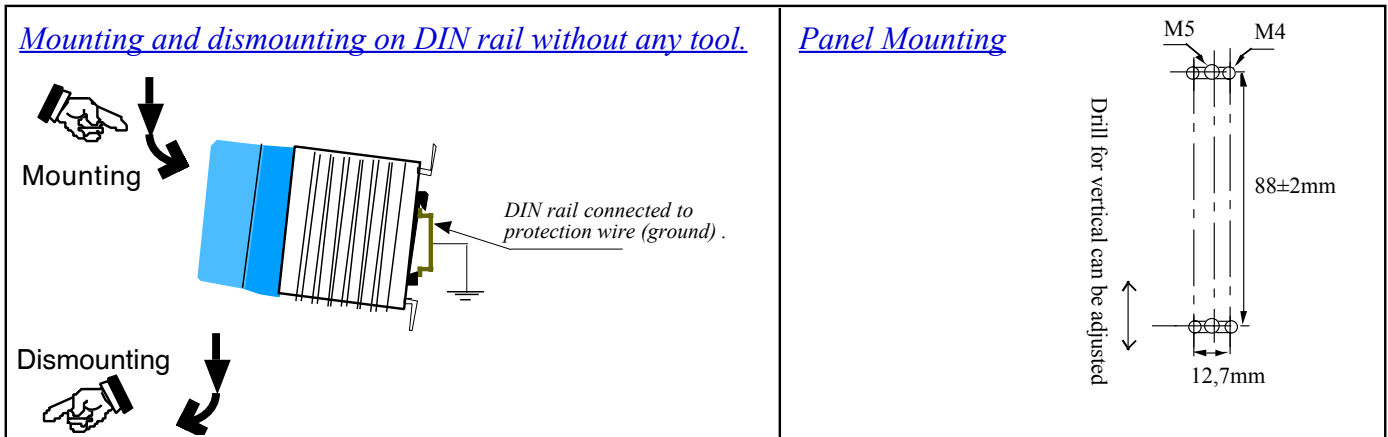 Mounting and dismounting on DIN rail without any tool.
Mounting
DIN rail connected to
protection wire (ground) .
Dismounting
Panel Mounting
M5
M4
Drill for vertical can be adjusted
88±2mm
12,7mm